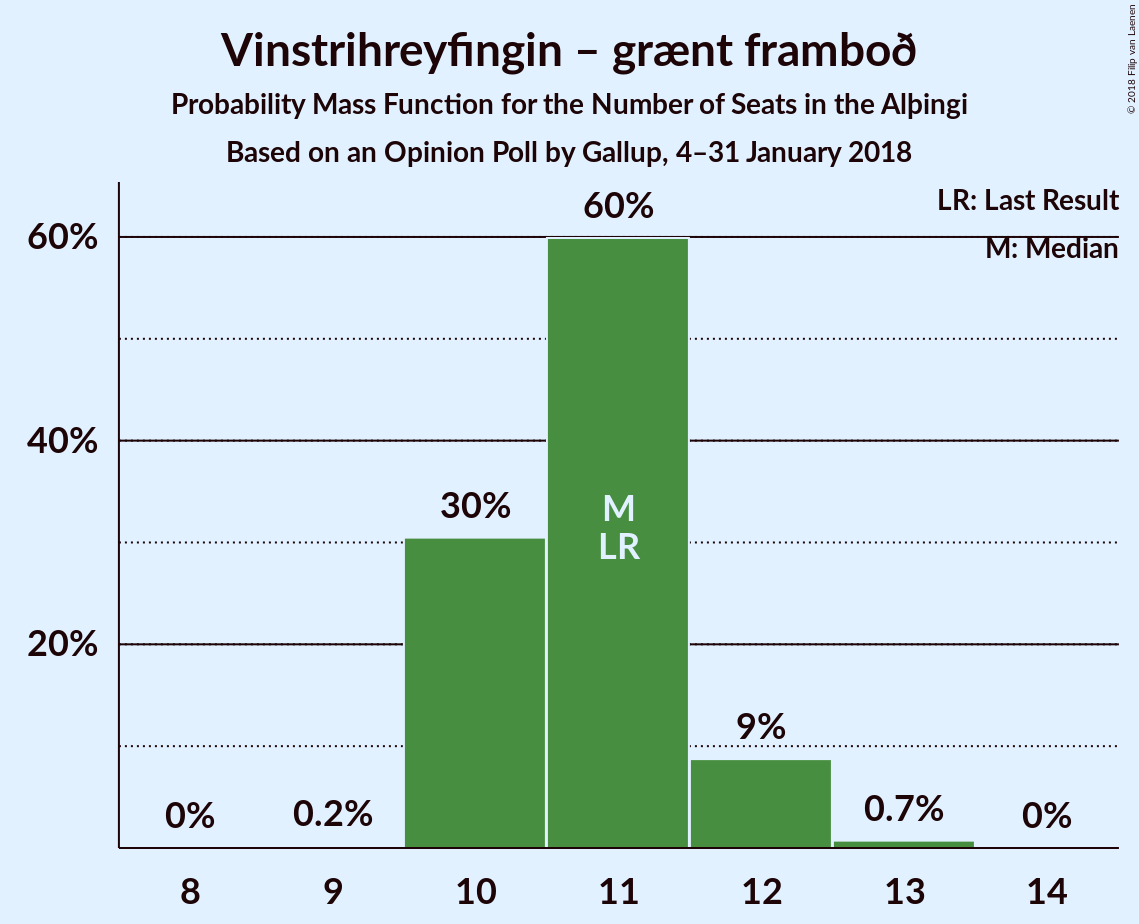 Vinstrihreyfingin – grænt framboð
Probability Mass Function for the Number of Seats in the Alþingi
Based on an Opinion Poll by Gallup, 4–31 January 2018
© 2018 Filip van Laenen
LR: Last Result
M: Median
60%
40%
20%
0%
0.2%
30%
60%
9%
0.7%
0%
M
LR
8
9
10
11
12
13
14